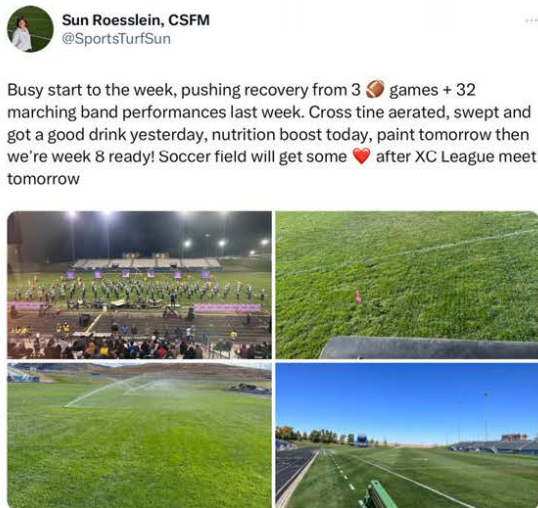 Sun Roesslein, CSFM
@SportsTurfSun
Busy start to the week, pushing recovery from 3 🏈 games + 32
marching band performances last week. Cross tine aerated, swept and
got a good drink yesterday, nutrition boost today, paint tomorrow then
we’re week 8 ready! Soccer field will get some ❤️ after XC League meet
tomorrow